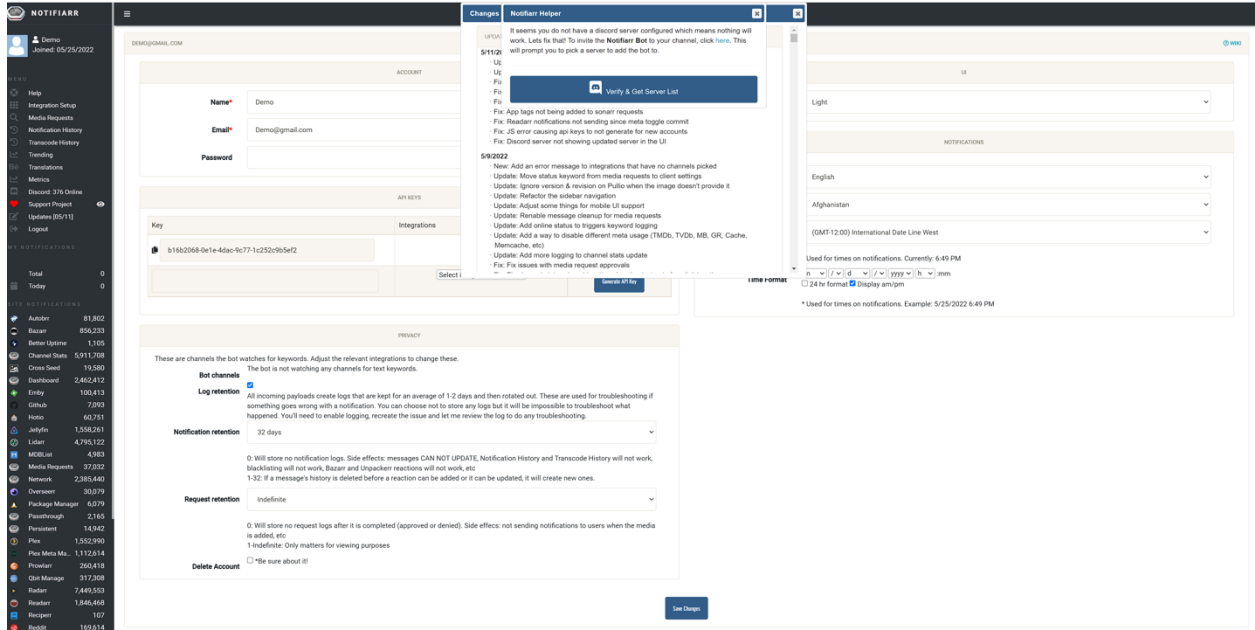 NOTIFIARR
Demo
Joined: 05/25/2022
MENU
Help
Integration Setup
Media Requests
Notification History
Transcode History
Trending
Translations
Metrics
Discord: 376 Online
Support Project
Updates [05/11]
Logout
MY NOTIFICATIONS
Total 0
Today 0
SITE NOTIFICATIONS
Autobrr 81,802
Bazarr 856,233
Better Uptime 1,105
Channel Stats 5,911,708
Cross Seed 19,580
Dashboard 2,462,412
Emby 100,413
Github 7,093
Hotio 60,751
Jellyfin 1,558,261
Lidarr 4,795,122
MDBList 4,983
Media Requests 37,032
Network 2,385,440
Overseerr 30,079
Package Manager 6,079
Passthrough 2,165
Persistent 14,942
Plex 1,552,990
Plex Meta Ma... 1,112,614
Prowlarr 260,418
Qbit Manage 317,308
Radarr 7,449,553
Readarr 1,846,468
Reciperr 107
Reddit 169,614
DEMO@GMAIL.COM
WIKI
ACCOUNT
Name*
Demo
Email*
Demo@gmail.com
Password
API KEYS
Key
Integrations
b16b2068-0e1e-4dac-9c77-1c252c9b5ef2
Select
Generate API Key
PRIVACY
These are channels the bot watches for keywords. Adjust the relevant integrations to change these.
Bot channels
The bot is not watching any channels for text keywords.
Log retention
All incoming payloads create logs that are kept for an average of 1-2 days and then rotated out. These are used for troubleshooting if
something goes wrong with a notification. You can choose not to store any logs but it will be impossible to troubleshoot what
happened. You'll need to enable logging, recreate the issue and let me review the log to do any troubleshooting.
Notification retention
32 days
0: Will store no notification logs. Side effects: messages CAN NOT UPDATE, Notification History and Transcode History will not work,
blacklisting will not work, Bazarr and Unpackerr reactions will not work, etc
1-32: If a message's history is deleted before a reaction can be added or it can be updated, it will create new ones.
Request retention
Indefinite
0: Will store no request logs after it is completed (approved or denied). Side effecs: not sending notifications to users when the media
is added, etc
1-Indefinite: Only matters for viewing purposes
Delete Account
*Be sure about it!
Save Changes
Changes
Notifiarr Helper
It seems you do not have a discord server configured which means nothing will
work. Lets fix that! To invite the Notifiarr Bot to your channel, click here. This
will prompt you to pick a server to add the bot to.
Verify & Get Server List
· Fix: App tags not being added to sonarr requests
· Fix: Readarr notifications not sending since meta toggle commit
· Fix: JS error causing api keys to not generate for new accounts
· Fix: Discord server not showing updated server in the UI
5/9/2022
· New: Add an error message to integrations that have no channels picked
· Update: Move status keyword from media requests to client settings
· Update: Ignore version & revision on Pullio when the image doesn't provide it
· Update: Refactor the sidebar navigation
· Update: Adjust some things for mobile UI support
· Update: Renable message cleanup for media requests
· Update: Add online status to triggers keyword logging
· Update: Add a way to disable different meta usage (TMDb, TVDb, MB, GR, Cache,
Memcache, etc)
· Update: Add more logging to channel stats update
· Fix: Fix issues with media request approvals
UI
Light
NOTIFICATIONS
English
Afghanistan
(GMT-12:00) International Date Line West
Used for times on notifications. Currently: 6:49 PM
/ d / yyyy h :mm
Time Format
24 hr format Display am/pm
* Used for times on notifications. Example: 5/25/2022 6:49 PM